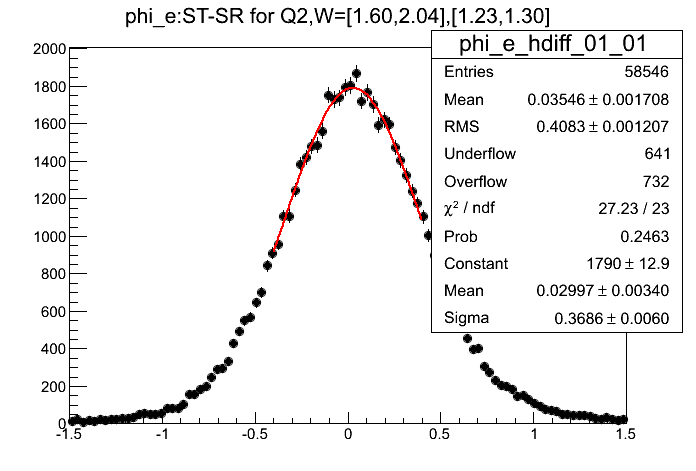 phi_e:ST-SR for Q2,W=[1.60,2.04],[1.23,1.30]
phi_e_hdiff_01_01
Entries 58546
Mean 0.03546 ± 0.001708
RMS 0.4083 ± 0.001207
Underflow 641
Overflow 732
χ² / ndf 27.23 / 23
Prob 0.2463
Constant 1790 ± 12.9
Mean 0.02997 ± 0.00340
Sigma 0.3686 ± 0.0060
2000
1800
1600
1400
1200
1000
800
600
400
200
0
-1.5 -1 -0.5 0 0.5 1 1.5